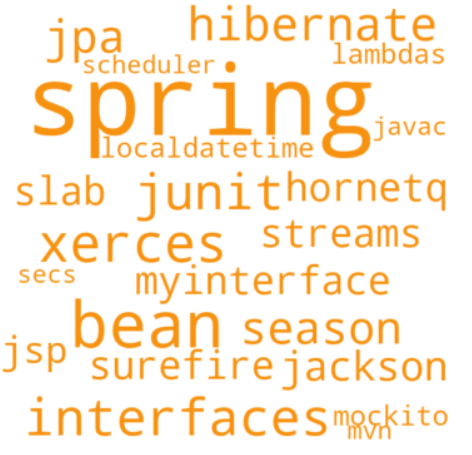 hibernate
jpa
lambdas
scheduler
spring
javac
localdatetime
slab junit hornetq
xerces streams
secs myinterface
bean season
jsp surefire jackson
interfaces mockito
mvn